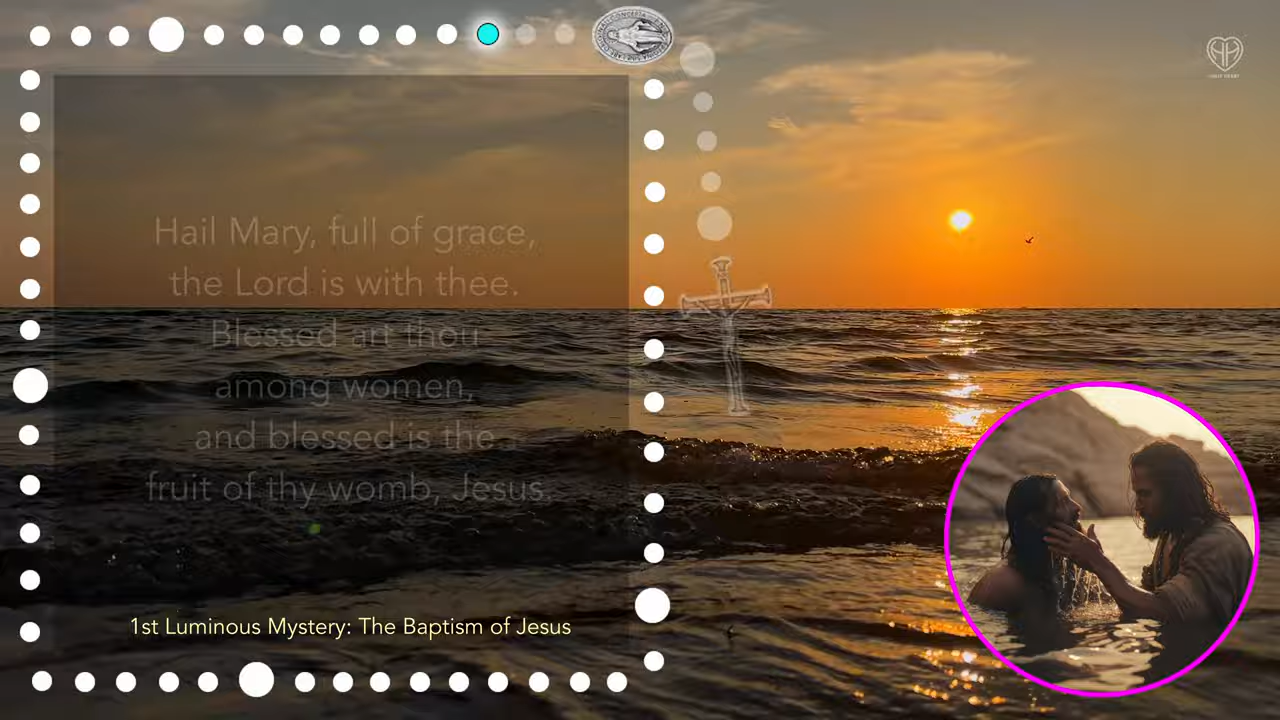 Hail Mary, full of grace,
the Lord is with thee.
Blessed art thou
among women,
and blessed is the
fruit of thy womb, Jesus.
1st Luminous Mystery: The Baptism of Jesus